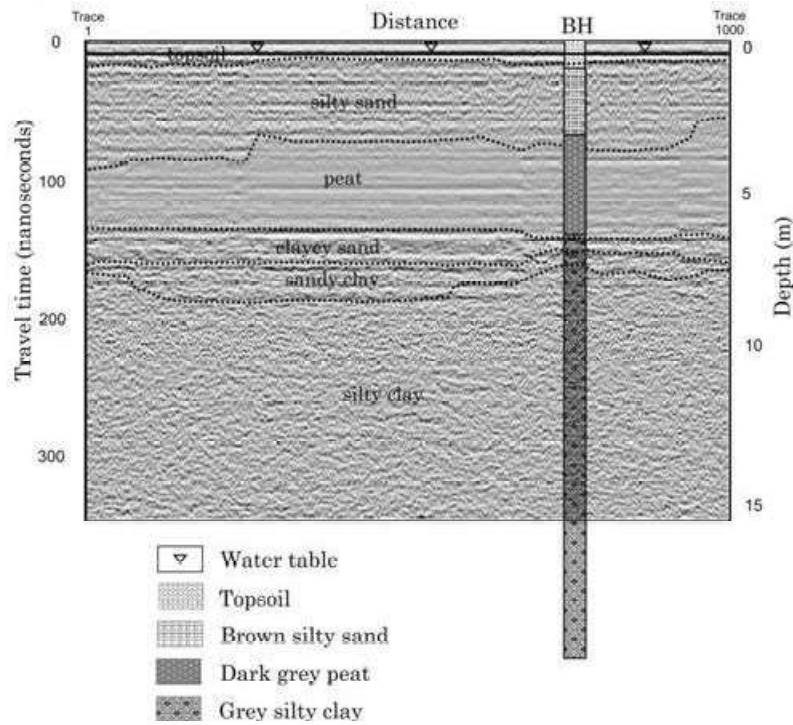 Trace
1
Distance
BH
Trace
1000
0
0
topsoil
silty sand
100
peat
5
clayey sand
sandy clay
200
10
silty clay
300
15
Travel time (nanoseconds)
Depth (m)
Water table
Topsoil
Brown silty sand
Dark grey peat
Grey silty clay